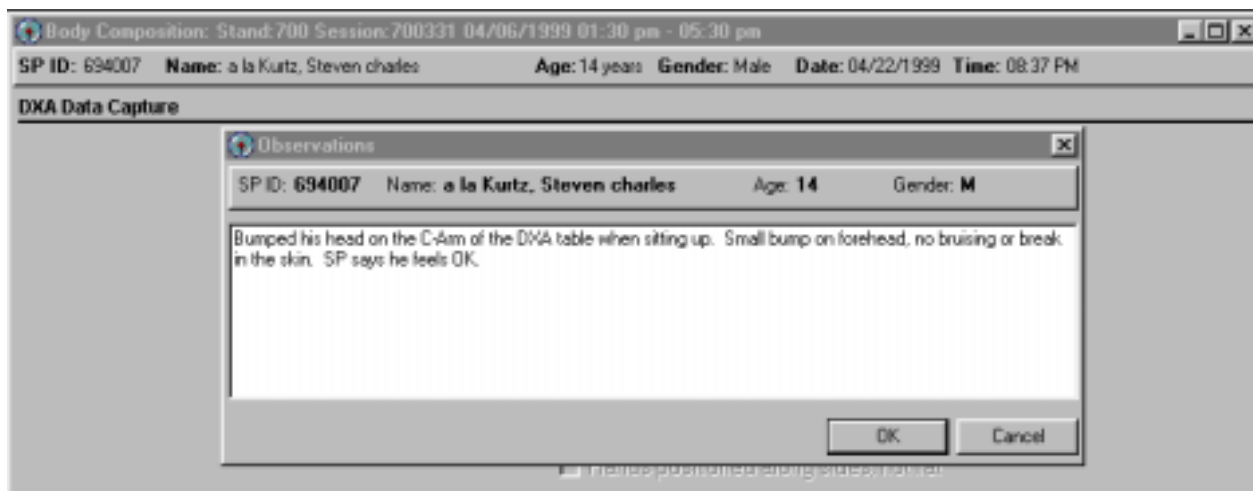 Body Composition: Stand:700 Session:700331 04/06/1999 01:30 pm - 05:30 pm
SP ID: 694007 Name: a la Kurtz, Steven charles Age: 14 years Gender: Male Date: 04/22/1999 Time: 08:37 PM
DXA Data Capture
Observations
SP ID: 694007 Name: a la Kurtz, Steven charles Age: 14 Gender: M
Bumped his head on the C-Arm of the DXA table when sitting up. Small bump on forehead, no bruising or break
in the skin. SP says he feels OK.
OK Cancel